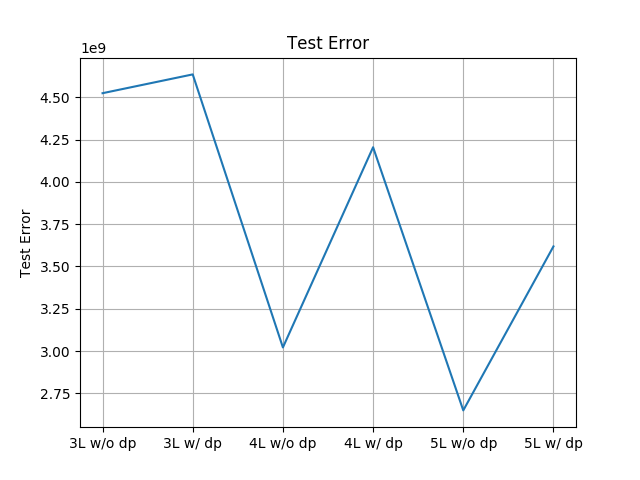 Test Error
1e9
4.50
4.25
4.00
3.75
3.50
3.25
3.00
2.75
Test Error
3L w/o dp 3L w/ dp 4L w/o dp 4L w/ dp 5L w/o dp 5L w/ dp